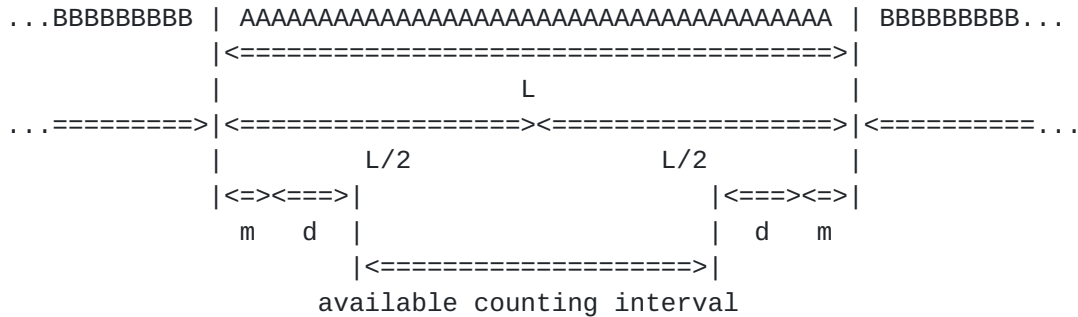 ...BBBBBBBBB | AAAAAAAAAAAAAAAAAAAAAAAAAAAAAAAAAAAAAA | BBBBBBBBB...
             |<======================================>|
             |                   L                    |
...=========>|<==================><==================>|<==========...
             |         L/2                L/2         |
             |<=><===>|                      |<===><=>|
               m   d  |                      |  d   m
                      |<====================>|
                    available counting interval